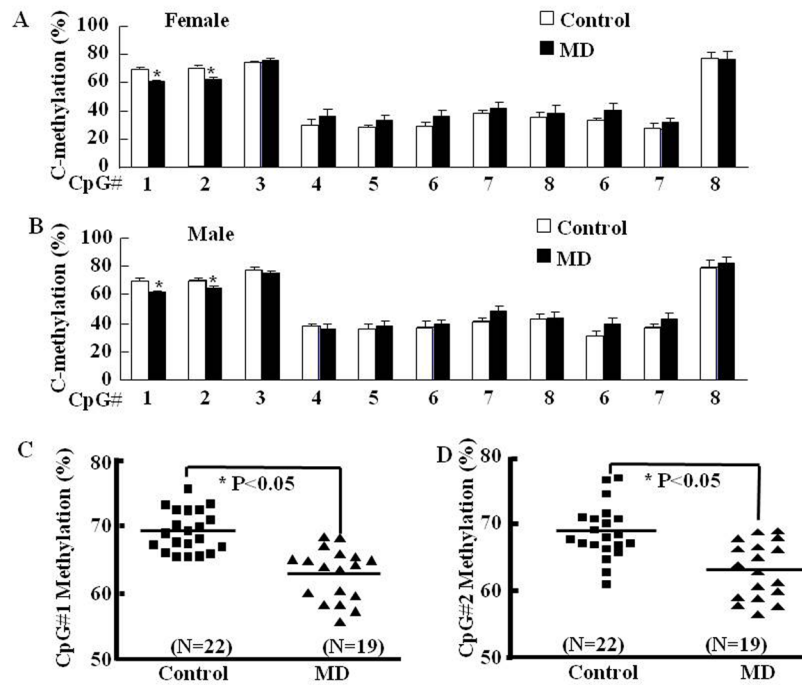 A
Female
Control
MD
C-methylation (%)
100
80
60
40
20
0
* *
CpG# 1 2 3 4 5 6 7 8 6 7 8
B
Male
Control
MD
C-methylation (%)
100
80
60
40
20
0
* *
CpG# 1 2 3 4 5 6 7 8 6 7 8
C
CpG#1 Methylation (%)
80
70
60
50
* P<0.05
(N=22) (N=19)
Control MD
D
CpG#2 Methylation (%)
80
70
60
50
* P<0.05
(N=22) (N=19)
Control MD